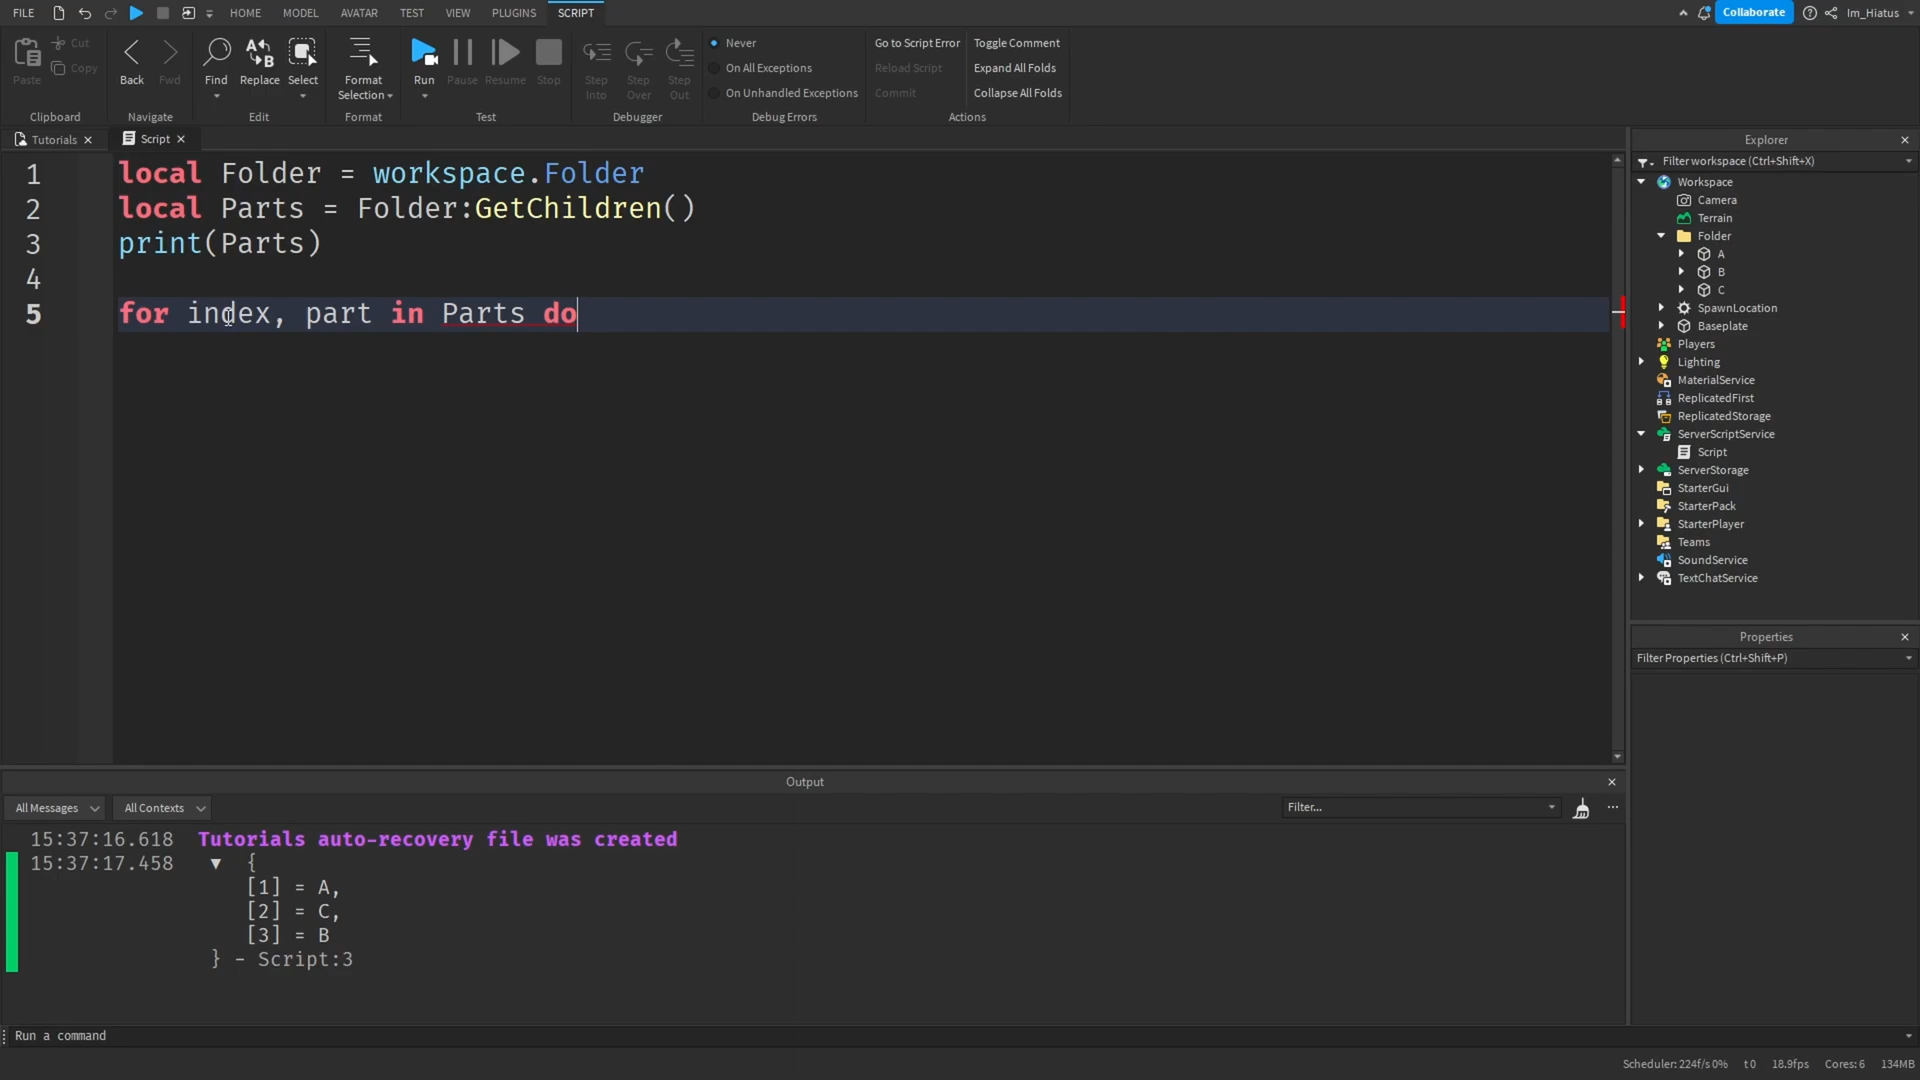 FILE HOME MODEL AVATAR TEST VIEW PLUGINS SCRIPT Collaborate Im_Hiatus
Paste Cut Copy Back Fwd Find Replace Select Format Selection Run Pause Resume Stop Step Into Step Over Step Out
Never Go to Script Error Toggle Comment
On All Exceptions Reload Script Expand All Folds
On Unhandled Exceptions Commit Collapse All Folds
Clipboard Navigate Edit Format Test Debugger Debug Errors Actions
Tutorials Script
1 local Folder = workspace.Folder
2 local Parts = Folder:GetChildren()
3 print(Parts)
4
5 for index, part in Parts do
Explorer
Filter workspace (Ctrl+Shift+X)
Workspace
Camera
Terrain
Folder
A
B
C
SpawnLocation
Baseplate
Players
Lighting
MaterialService
ReplicatedFirst
ReplicatedStorage
ServerScriptService
Script
ServerStorage
StarterGui
StarterPack
StarterPlayer
Teams
SoundService
TextChatService
Properties
Filter Properties (Ctrl+Shift+P)
Output
All Messages All Contexts Filter...
15:37:16.618 Tutorials auto-recovery file was created
15:37:17.458 ▼ {
[1] = A,
[2] = C,
[3] = B
} - Script:3
Run a command
Scheduler: 224f/s 0% t0 18.9fps Cores: 6 134MB